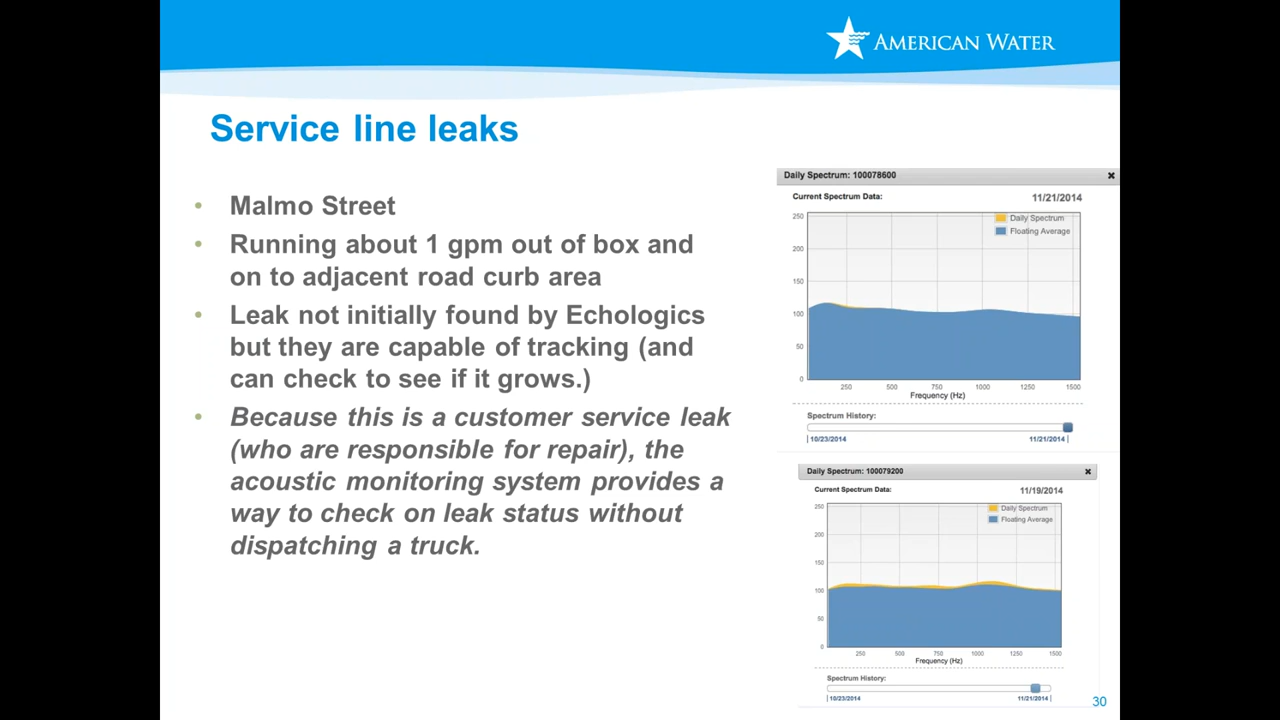 AMERICAN WATER
Service line leaks
• Malmo Street
• Running about 1 gpm out of box and
on to adjacent road curb area
• Leak not initially found by Echologics
but they are capable of tracking (and
can check to see if it grows.)
• Because this is a customer service leak
(who are responsible for repair), the
acoustic monitoring system provides a
way to check on leak status without
dispatching a truck.
Daily Spectrum: 100078600
Current Spectrum Data: 11/21/2014
Daily Spectrum
Floating Average
250
200
150
100
50
0
250 500 750 1000 1250 1500
Frequency (Hz)
Spectrum History:
10/23/2014 11/21/2014
Daily Spectrum: 100079200
Current Spectrum Data: 11/19/2014
Daily Spectrum
Floating Average
250
200
150
100
50
0
250 500 750 1000 1250 1500
Frequency (Hz)
Spectrum History:
10/23/2014 11/21/2014
30